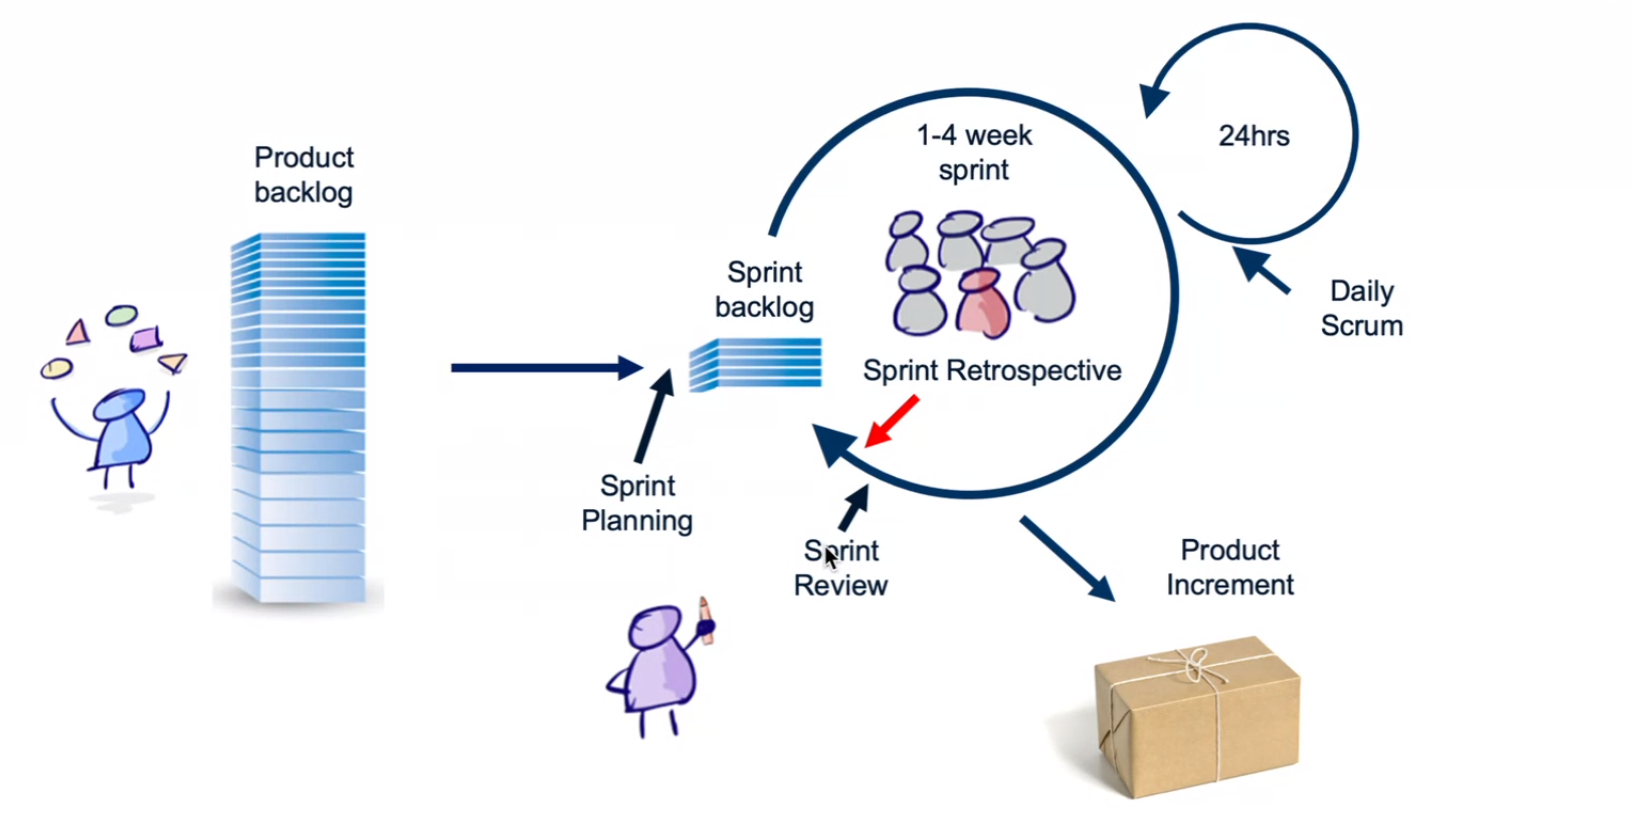 Product
backlog
1-4 week
sprint
24hrs
Sprint
backlog
Daily
Scrum
Sprint Retrospective
Sprint
Planning
Sprint
Review
Product
Increment